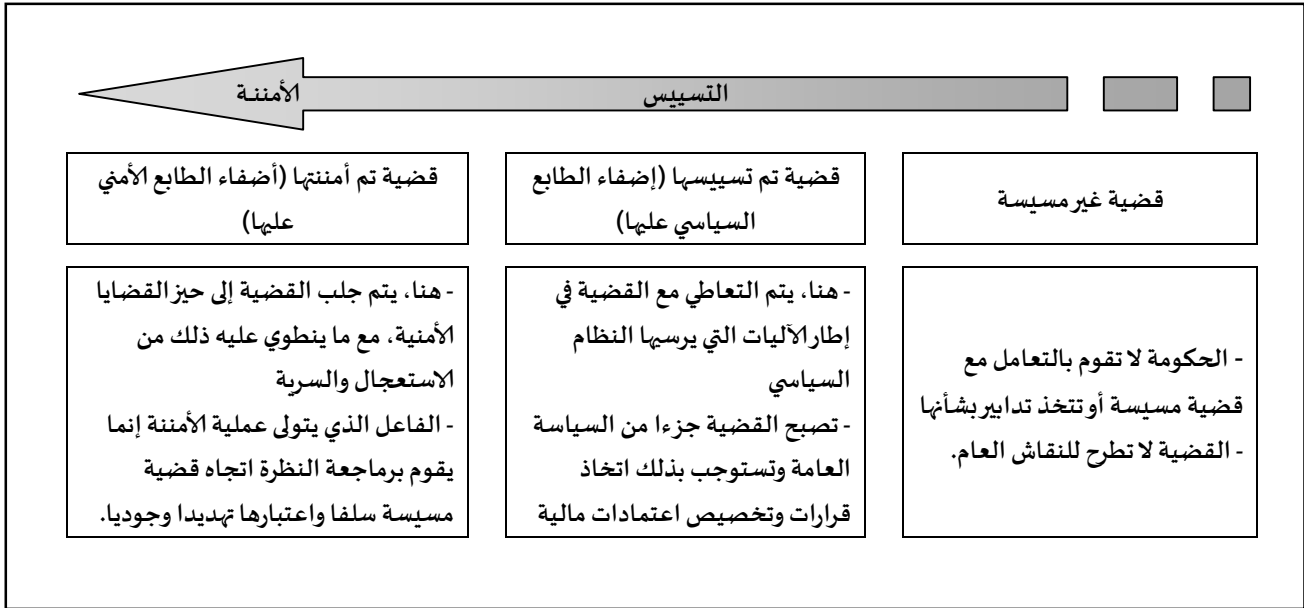 التسييس
الأمننة
قضية غير مسيسة
قضية تم تسييسها (إضفاء الطابع
السياسي عليها)
قضية تم أمننتها (أضفاء الطابع الأمني
عليها)
- الحكومة لا تقوم بالتعامل مع
قضية مسيسة أو تتخذ تدابير بشأنها
- القضية لا تطرح للنقاش العام.
- هنا، يتم التعاطي مع القضية في
إطار الآليات التي يرسيها النظام
السياسي
- تصبح القضية جزءا من السياسة
العامة وتستوجب بذلك اتخاذ
قرارات وتخصيص اعتمادات مالية
- هنا، يتم جلب القضية إلى حيز القضايا
الأمنية، مع ما ينطوي عليه ذلك من
الاستعجال والسرية
- الفاعل الذي يتولى عملية الأمننة إنما
يقوم برماجعة النظرة اتجاه قضية
مسيسة سلفا واعتبارها تهديدا وجوديا.